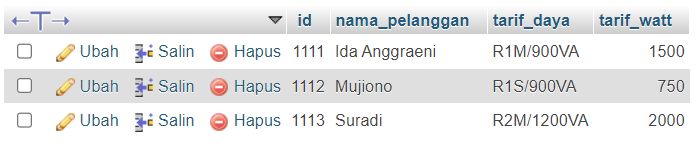 id nama_pelanggan tarif_daya tarif_watt
Ubah Salin Hapus 1111 Ida Anggraeni R1M/900VA 1500
Ubah Salin Hapus 1112 Mujiono R1S/900VA 750
Ubah Salin Hapus 1113 Suradi R2M/1200VA 2000